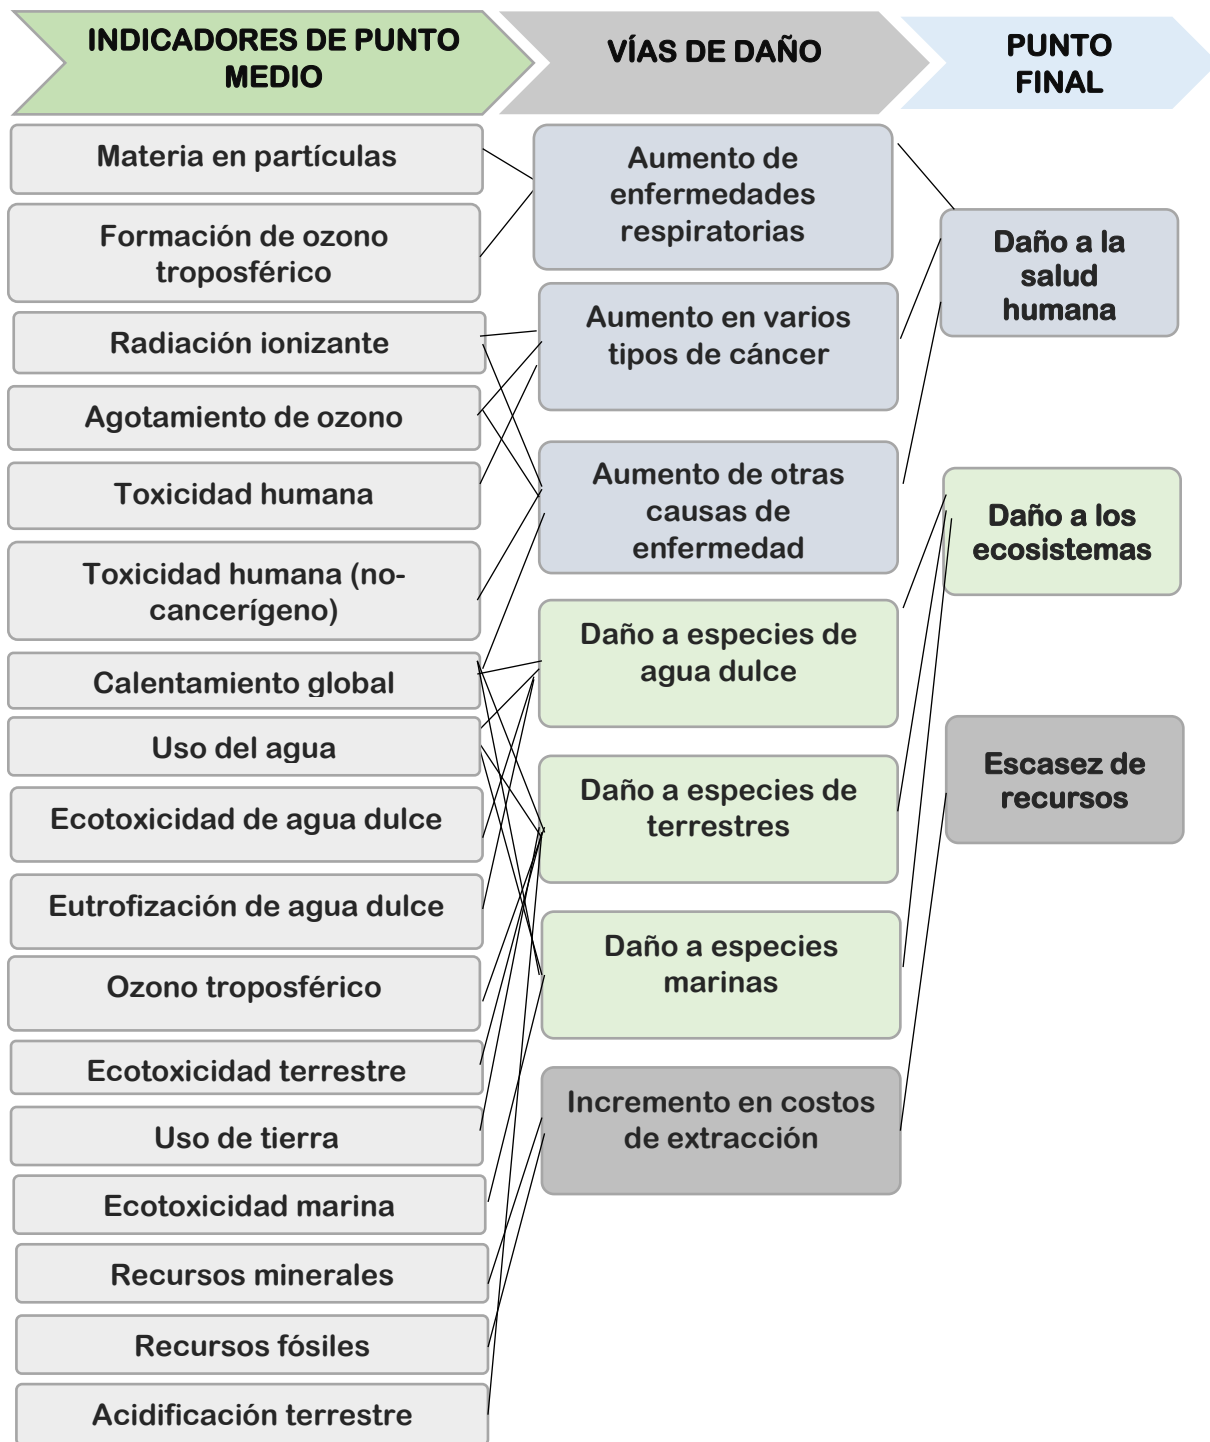 INDICADORES DE PUNTO
MEDIO
VÍAS DE DAÑO
PUNTO
FINAL
Materia en partículas
Formación de ozono
troposférico
Radiación ionizante
Agotamiento de ozono
Toxicidad humana
Toxicidad humana (no-
cancerígeno)
Calentamiento global
Uso del agua
Ecotoxicidad de agua dulce
Eutrofización de agua dulce
Ozono troposférico
Ecotoxicidad terrestre
Uso de tierra
Ecotoxicidad marina
Recursos minerales
Recursos fósiles
Acidificación terrestre
Aumento de
enfermedades
respiratorias
Aumento en varios
tipos de cáncer
Aumento de otras
causas de
enfermedad
Daño a especies de
agua dulce
Daño a especies de
terrestres
Daño a especies
marinas
Incremento en costos
de extracción
Daño a la
salud
humana
Daño a los
ecosistemas
Escasez de
recursos